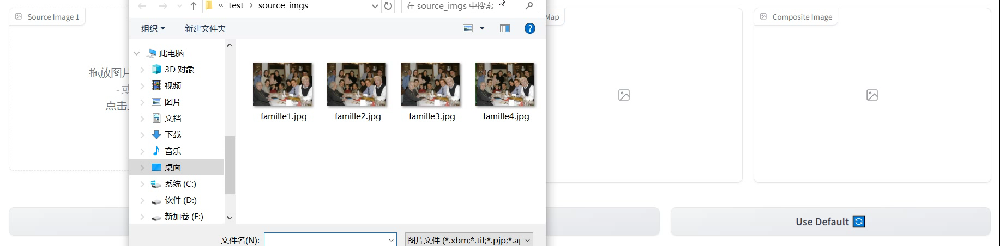 Source Image 1
拖放图片
- 或
点击上
« test > source_imgs
在 source_imgs 中搜索
组织
新建文件夹
此电脑
3D 对象
视频
图片
文档
下载
音乐
桌面
系统 (C:)
软件 (D:)
新加卷 (E:)
famille1.jpg
famille2.jpg
famille3.jpg
famille4.jpg
文件名(N):
图片文件 (*.xbm;*.tif;*.pjp;*.ap
Map
Composite Image
Use Default